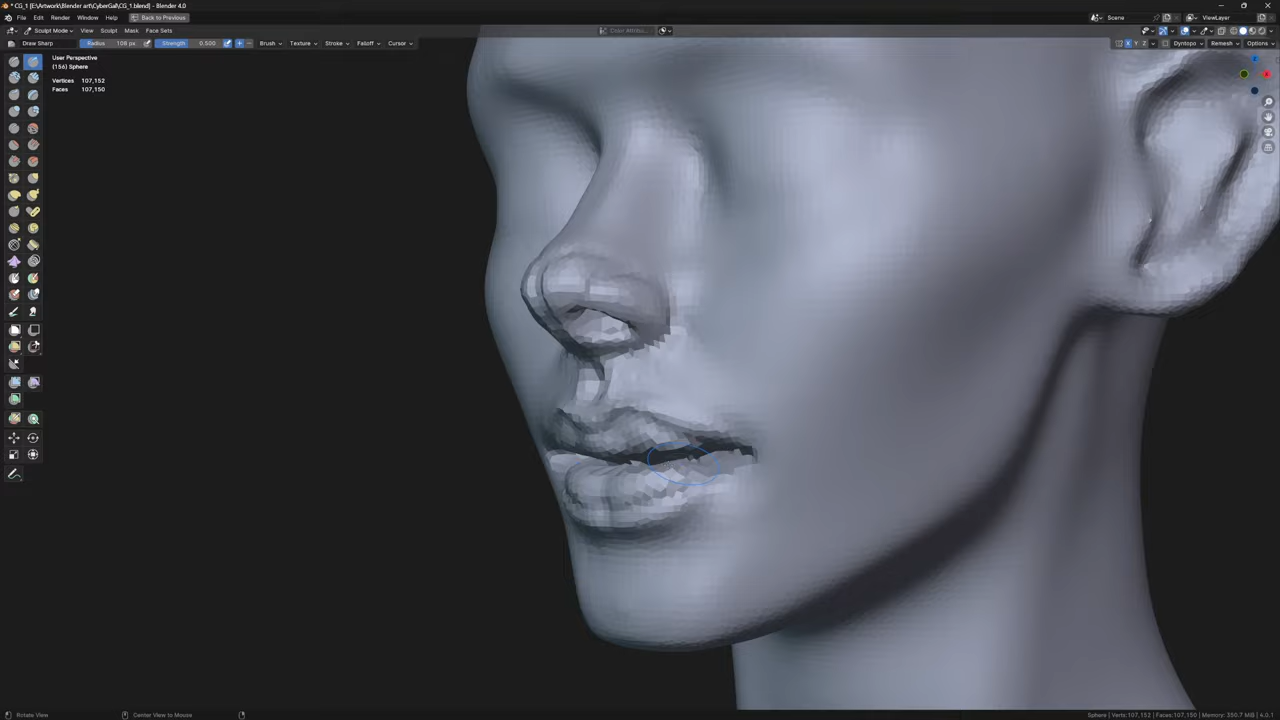 * CG_1 [E:\Artwork\Blender art\CyberGal\CG_1.blend] - Blender 4.0
File Edit Render Window Help Back to Previous Scene ViewLayer
Sculpt Mode View Sculpt Mask Face Sets Color Attribu...
Draw Sharp Radius 108 px Strength 0.500 Brush Texture Stroke Falloff Cursor X Y Z Dyntopo Remesh Options
User Perspective
(156) Sphere
Vertices 107,152
Faces 107,150
Rotate View Center View to Mouse Sphere | Verts:107,152 | Faces:107,150 | Memory: 350.7 MiB | 4.0.1